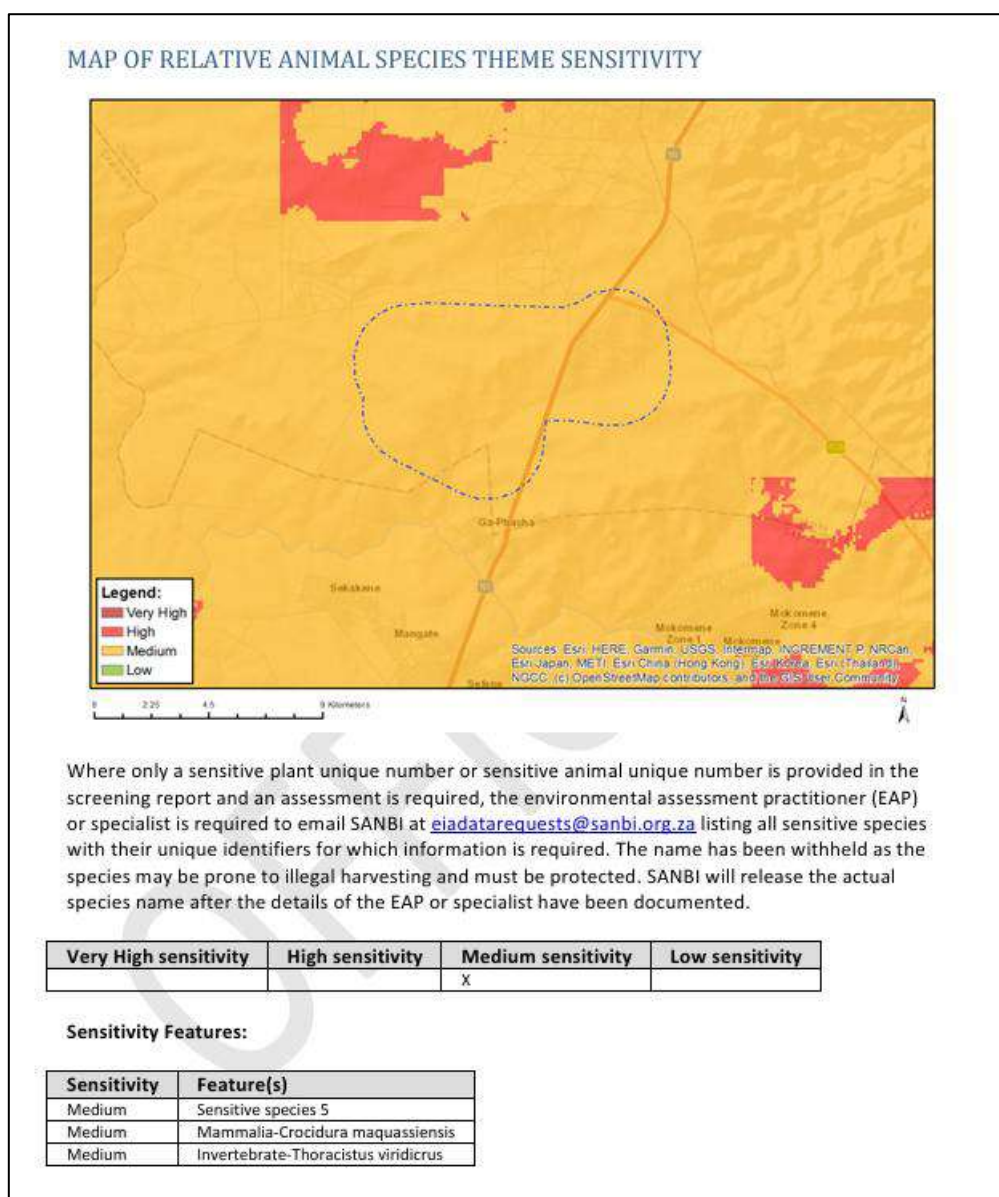 MAP OF RELATIVE ANIMAL SPECIES THEME SENSITIVITY
Ga-Phasha
Sekakane
Mangate
Mokomene
Zone 4
Mokomene
Zone 1
Mokomene
Legend:
Very High
High
Medium
Low
Sources: Esri, HERE, Garmin, USGS, Intermap, INCREMENT P, NRCan,
Esri Japan, METI, Esri China (Hong Kong), Esri Korea, Esri (Thailand),
NGCC, (c) OpenStreetMap contributors, and the GIS User Community
0 2.25 4.5 9 Kilometers
N
Where only a sensitive plant unique number or sensitive animal unique number is provided in the
screening report and an assessment is required, the environmental assessment practitioner (EAP)
or specialist is required to email SANBI at eiadatarequests@sanbi.org.za listing all sensitive species
with their unique identifiers for which information is required. The name has been withheld as the
species may be prone to illegal harvesting and must be protected. SANBI will release the actual
species name after the details of the EAP or specialist have been documented.
Very High sensitivity High sensitivity Medium sensitivity Low sensitivity
X
Sensitivity Features:
Sensitivity Feature(s)
Medium Sensitive species 5
Medium Mammalia-Crocidura maquassiensis
Medium Invertebrate-Thoracistus viridicrus